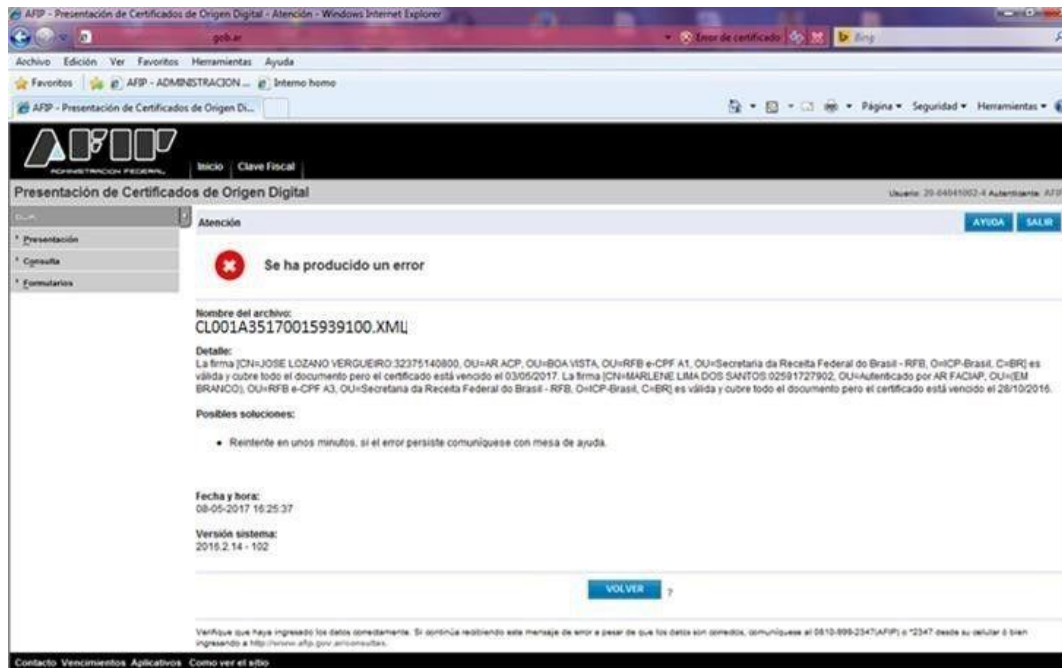 AFIP - Presentación de Certificados de Origen Digital - Atención - Windows Internet Explorer
gob.ar
Error de certificado
Bing
Archivo Edición Ver Favoritos Herramientas Ayuda
Favoritos AFIP - ADMINISTRACION ... Interno homo
AFIP - Presentación de Certificados de Origen Di...
Página Seguridad Herramientas
AFIP
ADMINISTRACION FEDERAL
Inicio Clave Fiscal
Presentación de Certificados de Origen Digital
Usuario: 20-04041002-4 Autenticante: AFIP
Atención
AYUDA SALIR
Presentación
Consulta
Formularios
Se ha producido un error
Nombre del archivo:
CL001A35170015939100.XML
Detalle:
La firma [CN=JOSE LOZANO VERGUEIRO:32375140800, OU=AR ACP, OU=BOA VISTA, OU=RFB e-CPF A1, OU=Secretaria da Receita Federal do Brasil - RFB, O=ICP-Brasil, C=BR] es
válida y cubre todo el documento pero el certificado está vencido el 03/05/2017. La firma [CN=MARLENE LIMA DOS SANTOS:02591727902, OU=Autenticado por AR FACIAP, OU=(EM
BRANCO), OU=RFB e-CPF A3, OU=Secretaria da Receita Federal do Brasil - RFB, O=ICP-Brasil, C=BR] es válida y cubre todo el documento pero el certificado está vencido el 28/10/2016.
Posibles soluciones:
• Reintente en unos minutos, si el error persiste comuníquese con mesa de ayuda.
Fecha y hora:
08-05-2017 16:25:37
Versión sistema:
2016.2.14 - 102
VOLVER ?
Verifique que haya ingresado los datos correctamente. Si continúa recibiendo este mensaje de error a pesar de que los datos son correctos, comuníquese al 0810-999-2347(AFIP) o *2347 desde su celular ó bien
ingresando a http://www.afip.gov.ar/consultas.
Contacto Vencimientos Aplicativos Como ver el sitio